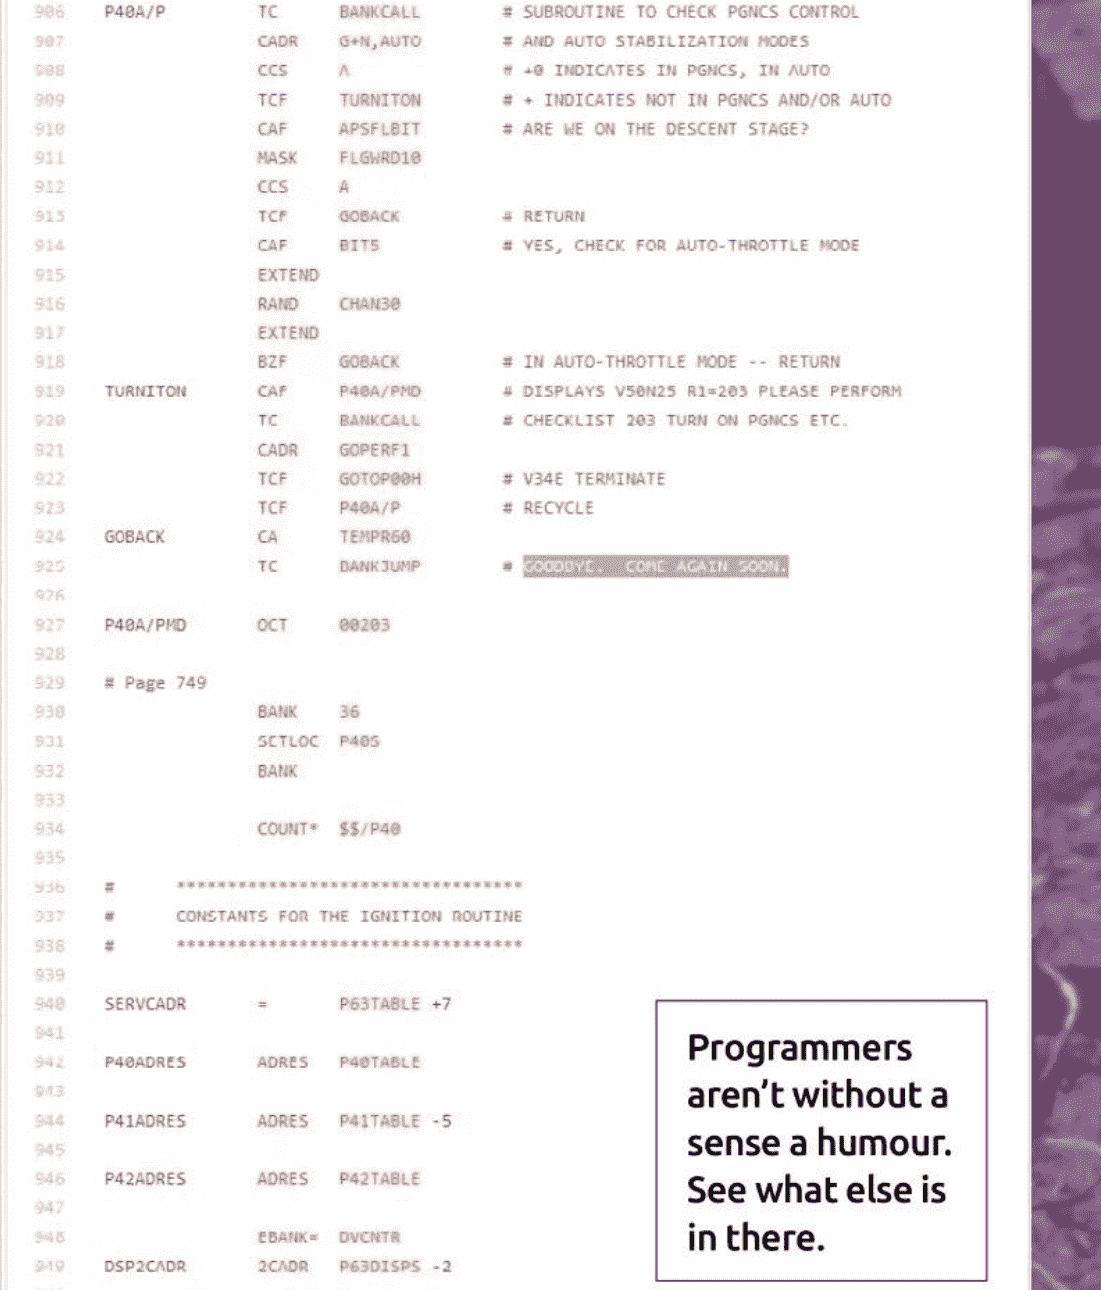 906 P40A/P TC BANKCALL # SUBROUTINE TO CHECK PGNCS CONTROL
907 CADR G+N,AUTO # AND AUTO STABILIZATION MODES
908 CCS A # +0 INDICATES IN PGNCS, IN AUTO
909 TCF TURNITON # + INDICATES NOT IN PGNCS AND/OR AUTO
910 CAF APSFLBIT # ARE WE ON THE DESCENT STAGE?
911 MASK FLGWRD10
912 CCS A
913 TCF GOBACK # RETURN
914 CAF BIT5 # YES, CHECK FOR AUTO-THROTTLE MODE
915 EXTEND
916 RAND CHAN30
917 EXTEND
918 BZF GOBACK # IN AUTO-THROTTLE MODE -- RETURN
919 TURNITON CAF P40A/PMD # DISPLAYS V50N25 R1=203 PLEASE PERFORM
920 TC BANKCALL # CHECKLIST 203 TURN ON PGNCS ETC.
921 CADR GOPERF1
922 TCF GOTOP00H # V34E TERMINATE
923 TCF P40A/P # RECYCLE
924 GOBACK CA TEMPR60
925 TC BANKJUMP # GOODBYE. COME AGAIN SOON.
926
927 P40A/PMD OCT 00203
928
929 # Page 749
930 BANK 36
931 SETLOC P40S
932 BANK
933
934 COUNT* $$/P40
935
936 # **********************************
937 # CONSTANTS FOR THE IGNITION ROUTINE
938 # **********************************
939
940 SERVCADR = P63TABLE +7
941
942 P40ADRES ADRES P40TABLE
943
944 P41ADRES ADRES P41TABLE -5
945
946 P42ADRES ADRES P42TABLE
947
948 EBANK= DVCNTR
949 DSP2CADR 2CADR P63DISPS -2
Programmers
aren't without a
sense a humour.
See what else is
in there.